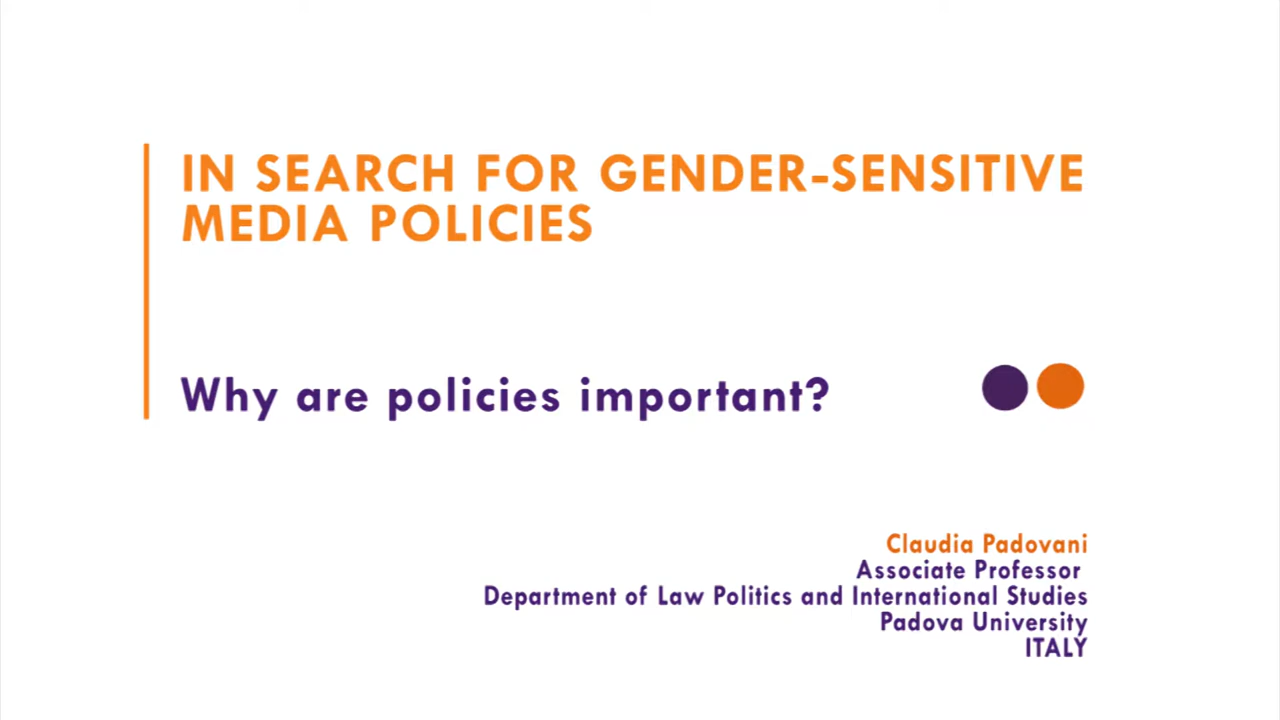 IN SEARCH FOR GENDER-SENSITIVE
MEDIA POLICIES
Why are policies important?
Claudia Padovani
Associate Professor
Department of Law Politics and International Studies
Padova University
ITALY